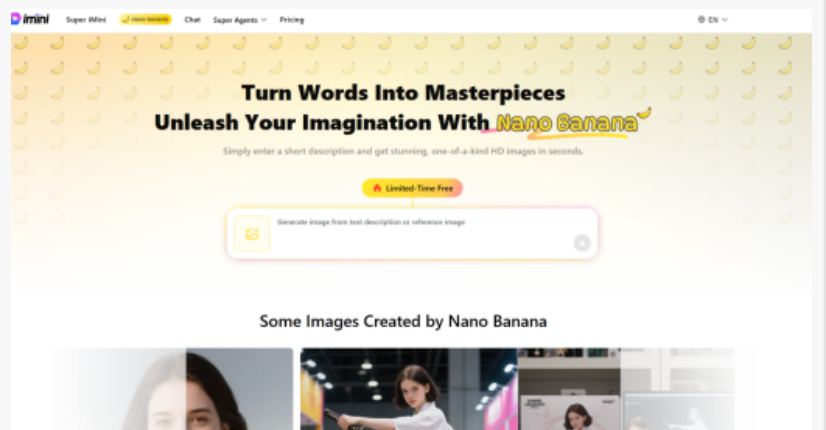 imini Super iMini nano-banana Chat Super Agents Pricing EN
Turn Words Into Masterpieces
Unleash Your Imagination With Nano Banana
Simply enter a short description and get stunning, one-of-a-kind HD images in seconds.
Limited-Time Free
Generate image from text description or reference image
Some Images Created by Nano Banana